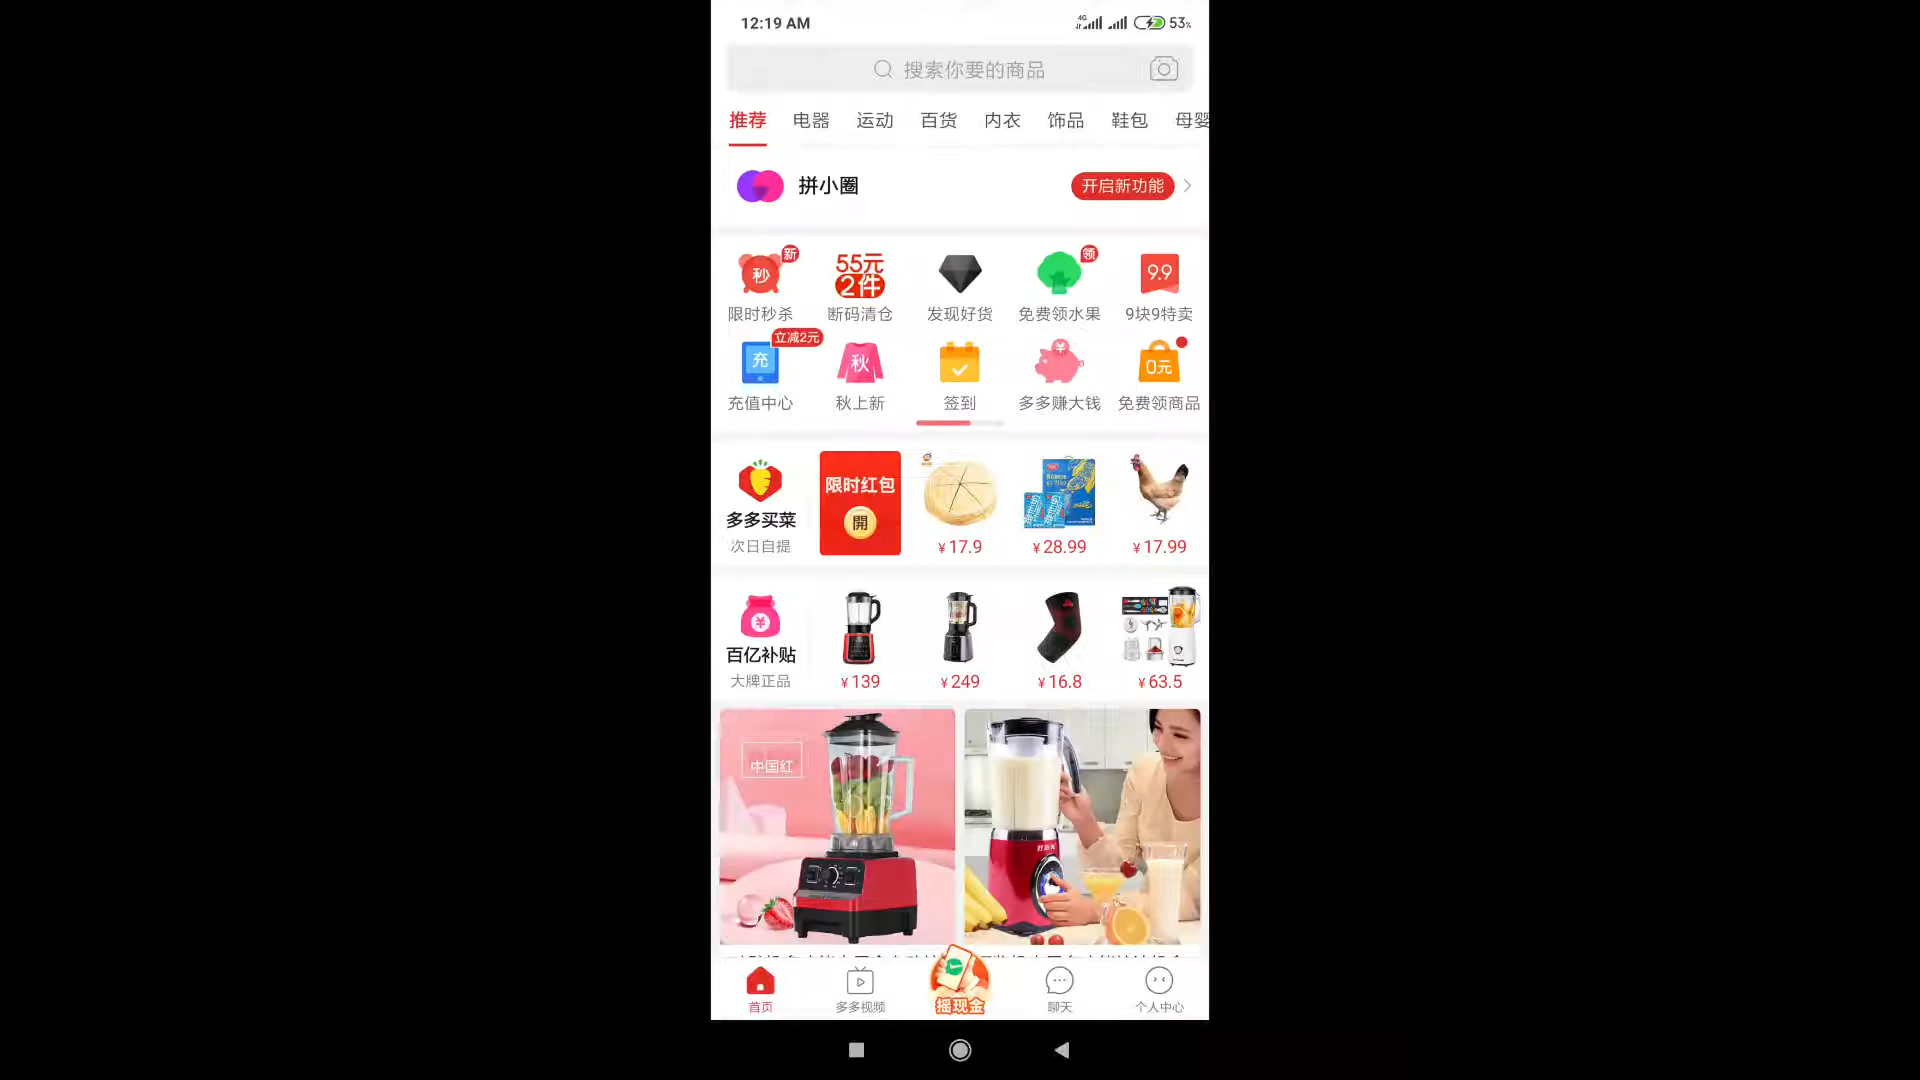 12:19 AM
4G
53%
搜索你要的商品
推荐 电器 运动 百货 内衣 饰品 鞋包 母婴
拼小圈
开启新功能
秒 新 55元 2件 领 9.9
限时秒杀 断码清仓 发现好货 免费领水果 9块9特卖
立减2元
充 秋 ¥ 0元
充值中心 秋上新 签到 多多赚大钱 免费领商品
限时红包
開
多多买菜
次日自提 ¥17.9 ¥28.99 ¥17.99
¥
百亿补贴
大牌正品 ¥139 ¥249 ¥16.8 ¥63.5
中国红
摇现金
首页 多多视频 聊天 个人中心